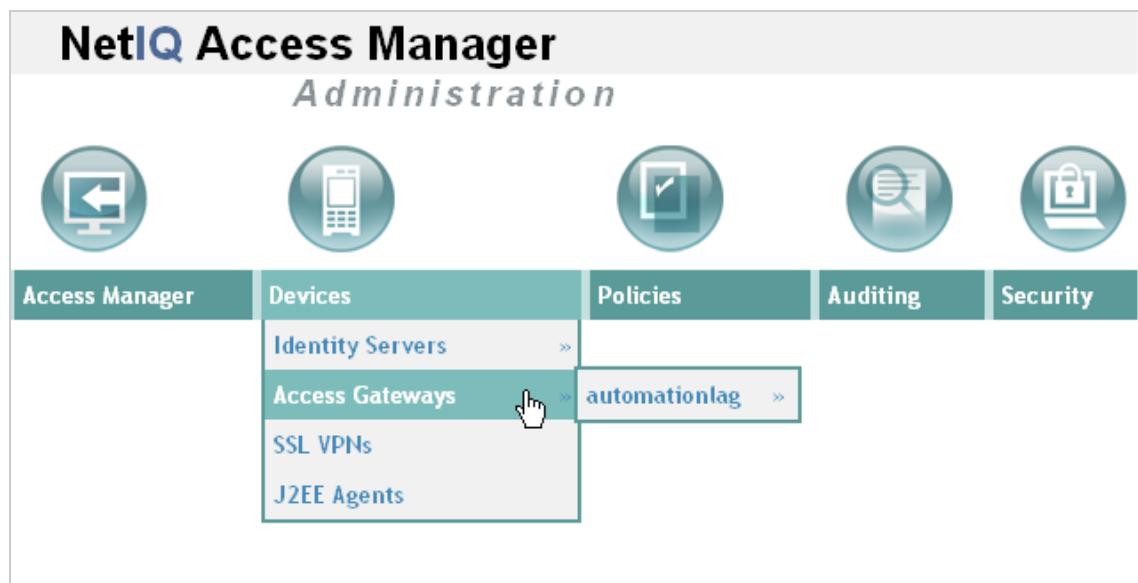 NetIQ Access Manager
Administration
Access Manager Devices Policies Auditing Security
Identity Servers »
Access Gateways » automationlag »
SSL VPNs
J2EE Agents